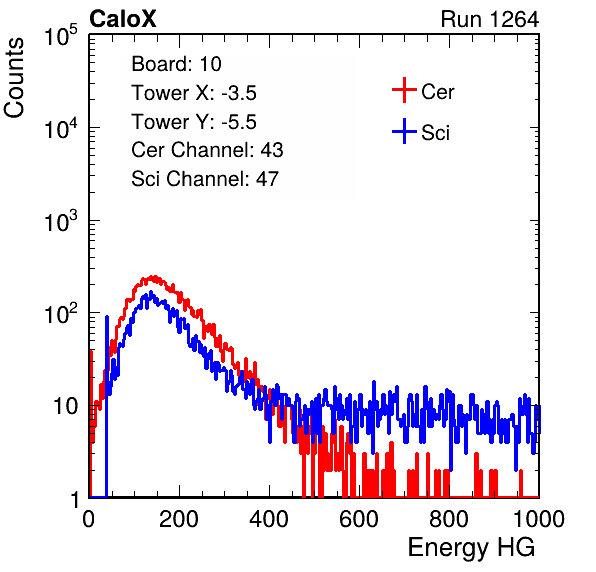 CaloX Run 1264
Counts
Board: 10
Tower X: -3.5
Tower Y: -5.5
Cer Channel: 43
Sci Channel: 47
Cer
Sci
10^5
10^4
10^3
10^2
10
1
0 200 400 600 800 1000
Energy HG